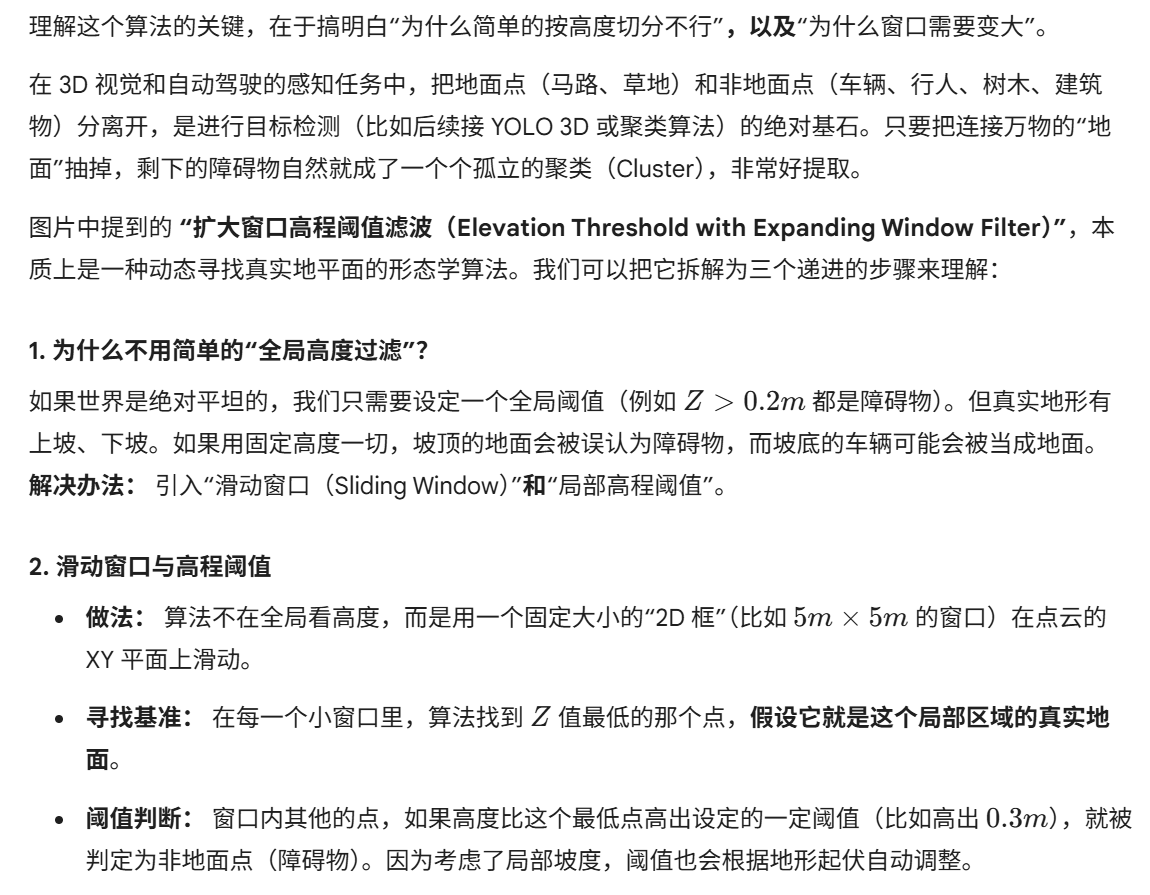 理解这个算法的关键，在于搞明白“为什么简单的按高度切分不行”，以及“为什么窗口需要变大”。
在 3D 视觉和自动驾驶的感知任务中，把地面点（马路、草地）和非地面点（车辆、行人、树木、建筑
物）分离开，是进行目标检测（比如后续接 YOLO 3D 或聚类算法）的绝对基石。只要把连接万物的“地
面”抽掉，剩下的障碍物自然就成了一个个孤立的聚类（Cluster），非常好提取。
图片中提到的 “扩大窗口高程阈值滤波（Elevation Threshold with Expanding Window Filter）”，本
质上是一种动态寻找真实地平面的形态学算法。我们可以把它拆解为三个递进的步骤来理解：
1. 为什么不用简单的“全局高度过滤”？
如果世界是绝对平坦的，我们只需要设定一个全局阈值（例如 Z > 0.2m 都是障碍物）。但真实地形有
上坡、下坡。如果用固定高度一切，坡顶的地面会被误认为障碍物，而坡底的车辆可能会被当成地面。
解决办法： 引入“滑动窗口（Sliding Window）”和“局部高程阈值”。
2. 滑动窗口与高程阈值
• 做法： 算法不在全局看高度，而是用一个固定大小的“2D 框”（比如 5m × 5m 的窗口）在点云的
XY 平面上滑动。
• 寻找基准： 在每一个小窗口里，算法找到 Z 值最低的那个点，假设它就是这个局部区域的真实地
面。
• 阈值判断： 窗口内其他的点，如果高度比这个最低点高出设定的一定阈值（比如高出 0.3m），就被
判定为非地面点（障碍物）。因为考虑了局部坡度，阈值也会根据地形起伏自动调整。